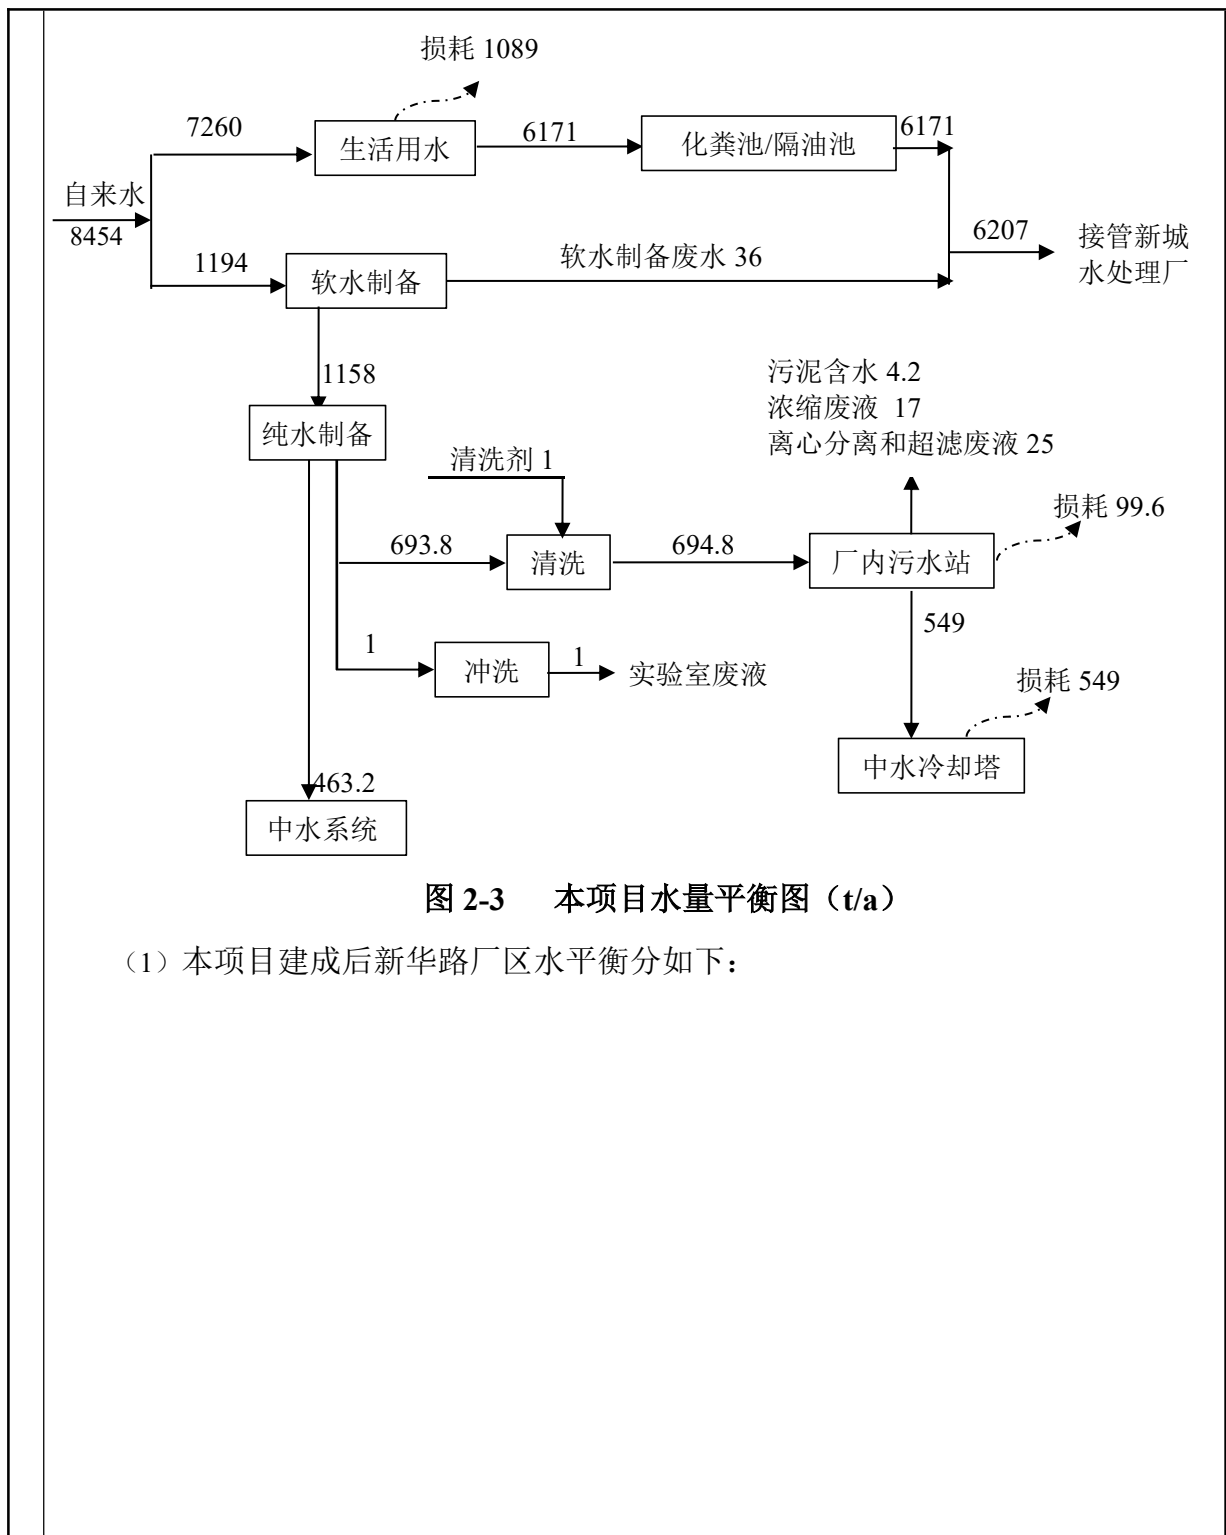 损耗 1089
7260
生活用水
6171
化粪池/隔油池
6171
自来水
8454
1194
软水制备
软水制备废水 36
6207
接管新城
水处理厂
1158
纯水制备
污泥含水 4.2
浓缩废液 17
离心分离和超滤废液 25
清洗剂 1
损耗 99.6
693.8
清洗
694.8
厂内污水站
549
1
冲洗
1
实验室废液
损耗 549
中水冷却塔
463.2
中水系统
图 2-3 本项目水量平衡图（t/a）
（1）本项目建成后新华路厂区水平衡分如下：